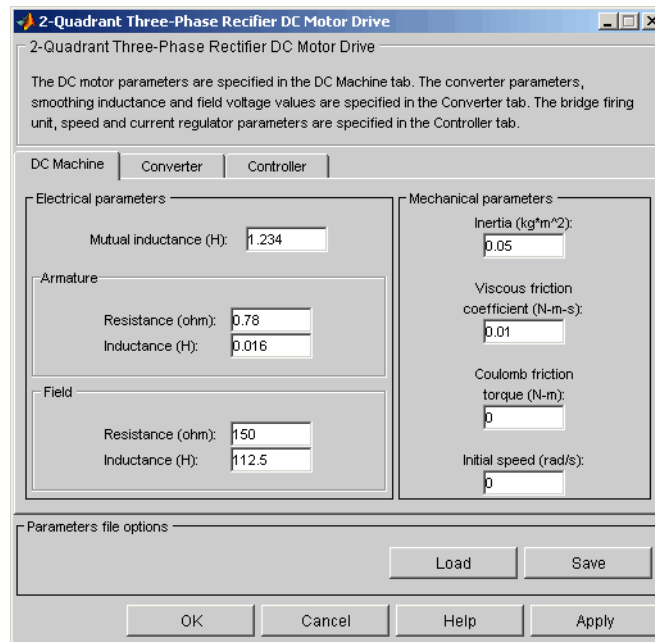 2-Quadrant Three-Phase Rectifier DC Motor Drive
2-Quadrant Three-Phase Rectifier DC Motor Drive
The DC motor parameters are specified in the DC Machine tab. The converter parameters,
smoothing inductance and field voltage values are specified in the Converter tab. The bridge firing
unit, speed and current regulator parameters are specified in the Controller tab.
DC Machine Converter Controller
Electrical parameters
Mutual inductance (H): 1.234
Armature
Resistance (ohm): 0.78
Inductance (H): 0.016
Field
Resistance (ohm): 150
Inductance (H): 112.5
Mechanical parameters
Inertia (kg*m^2):
0.05
Viscous friction
coefficient (N-m-s):
0.01
Coulomb friction
torque (N-m):
0
Initial speed (rad/s):
0
Parameters file options
Load Save
OK Cancel Help Apply